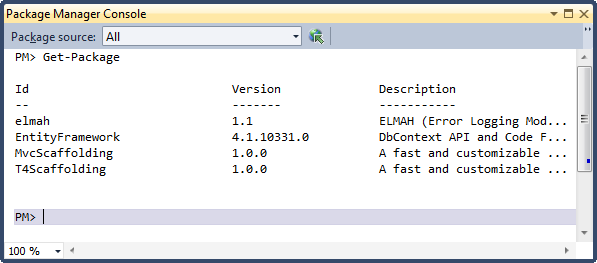 Package Manager Console
Package source: All
PM> Get-Package
Id Version Description
-- ------- -----------
elmah 1.1 ELMAH (Error Logging Mod...
EntityFramework 4.1.10331.0 DbContext API and Code F...
MvcScaffolding 1.0.0 A fast and customizable ...
T4Scaffolding 1.0.0 A fast and customizable ...
PM>
100 %